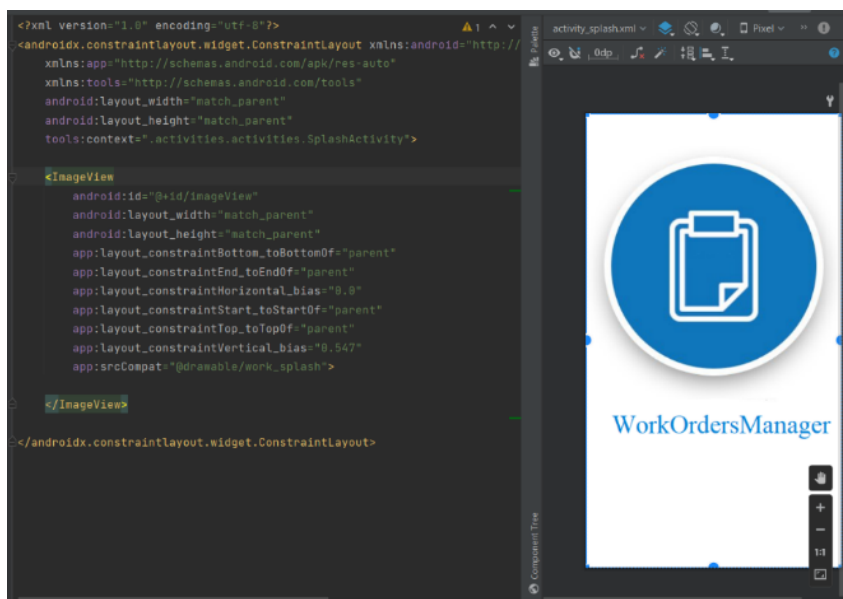 <?xml version="1.0" encoding="utf-8"?>
1
<androidx.constraintlayout.widget.ConstraintLayout xmlns:android="http://
xmlns:app="http://schemas.android.com/apk/res-auto"
xmlns:tools="http://schemas.android.com/tools"
android:layout_width="match_parent"
android:layout_height="match_parent"
tools:context=".activities.activities.SplashActivity">
<ImageView
android:id="@+id/imageView"
android:layout_width="match_parent"
android:layout_height="match_parent"
app:layout_constraintBottom_toBottomOf="parent"
app:layout_constraintEnd_toEndOf="parent"
app:layout_constraintHorizontal_bias="0.0"
app:layout_constraintStart_toStartOf="parent"
app:layout_constraintTop_toTopOf="parent"
app:layout_constraintVertical_bias="0.547"
app:srcCompat="@drawable/work_splash">
</ImageView>
</androidx.constraintlayout.widget.ConstraintLayout>
Palette
Component Tree
activity_splash.xml
Pixel
0dp
WorkOrdersManager
1:1